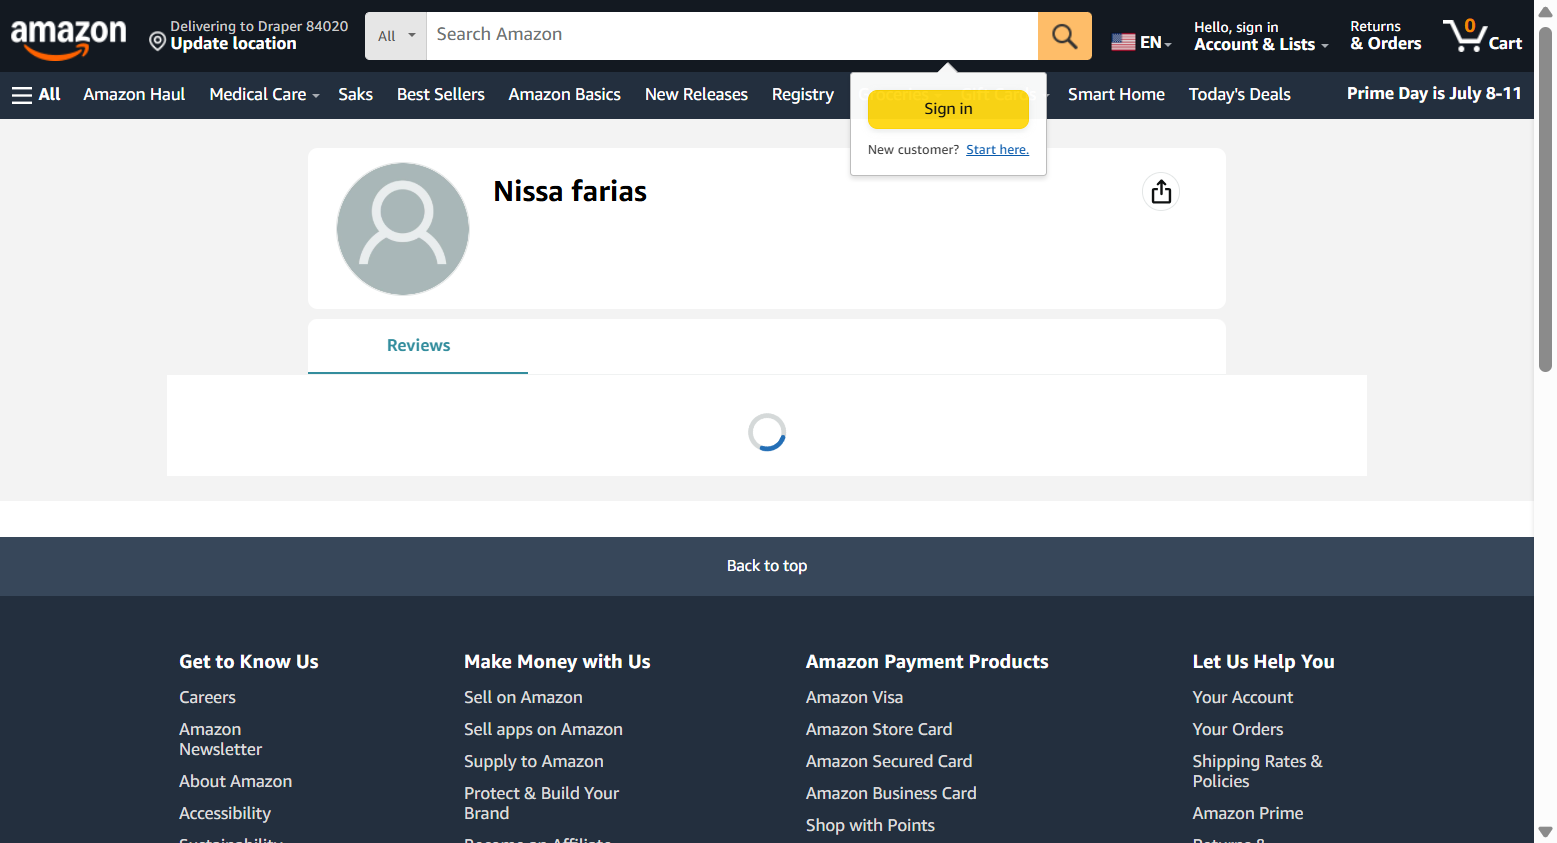 amazon
Delivering to Draper 84020
Update location
All
Search Amazon
EN
Hello, sign in
Account & Lists
Returns
& Orders
0
Cart
All
Amazon Haul
Medical Care
Saks
Best Sellers
Amazon Basics
New Releases
Registry
Smart Home
Today's Deals
Prime Day is July 8-11
Sign in
New customer? Start here.
Nissa farias
Reviews
Back to top
Get to Know Us
Careers
Amazon
Newsletter
About Amazon
Accessibility
Sustainability
Make Money with Us
Sell on Amazon
Sell apps on Amazon
Supply to Amazon
Protect & Build Your
Brand
Become an Affiliate
Amazon Payment Products
Amazon Visa
Amazon Store Card
Amazon Secured Card
Amazon Business Card
Shop with Points
Let Us Help You
Your Account
Your Orders
Shipping Rates &
Policies
Amazon Prime
Returns &